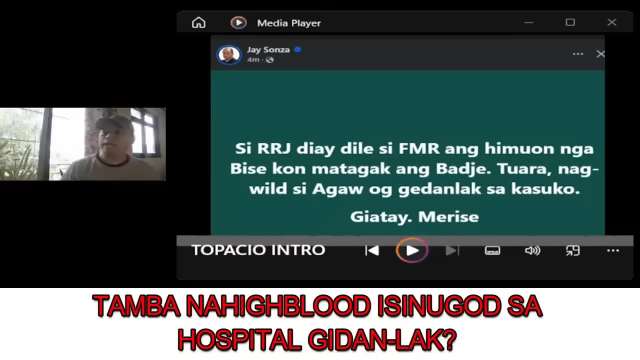 Media Player
Jay Sonza
4m
Si RRJ diay dile si FMR ang himuon nga
Bise kon matagak ang Badje. Tuara, nag-
wild si Agaw og gedanlak sa kasuko.
Giatay. Merise
TOPACIO INTRO
TAMBA NAHIGHBLOOD ISINUGOD SA
HOSPITAL GIDAN-LAK?